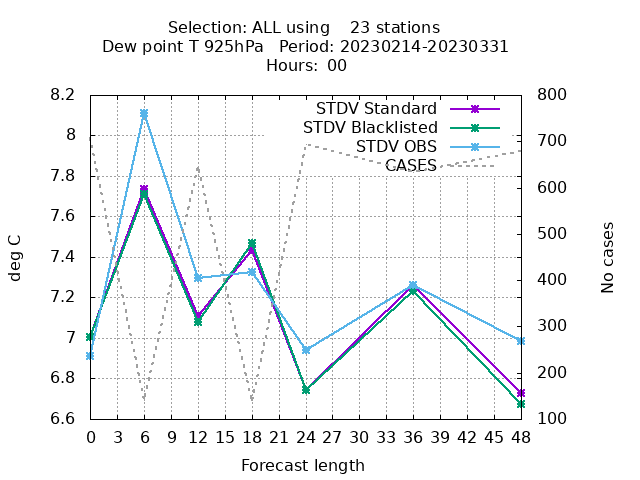 Selection: ALL using    23 stations
Dew point T 925hPa   Period: 20230214-20230331
Hours:  00
STDV Standard
STDV Blacklisted
STDV OBS
CASES
8.2
8
7.8
7.6
7.4
7.2
7
6.8
6.6
deg C
800
700
600
500
400
300
200
100
No cases
0 3 6 9 12 15 18 21 24 27 30 33 36 39 42 45 48
Forecast length